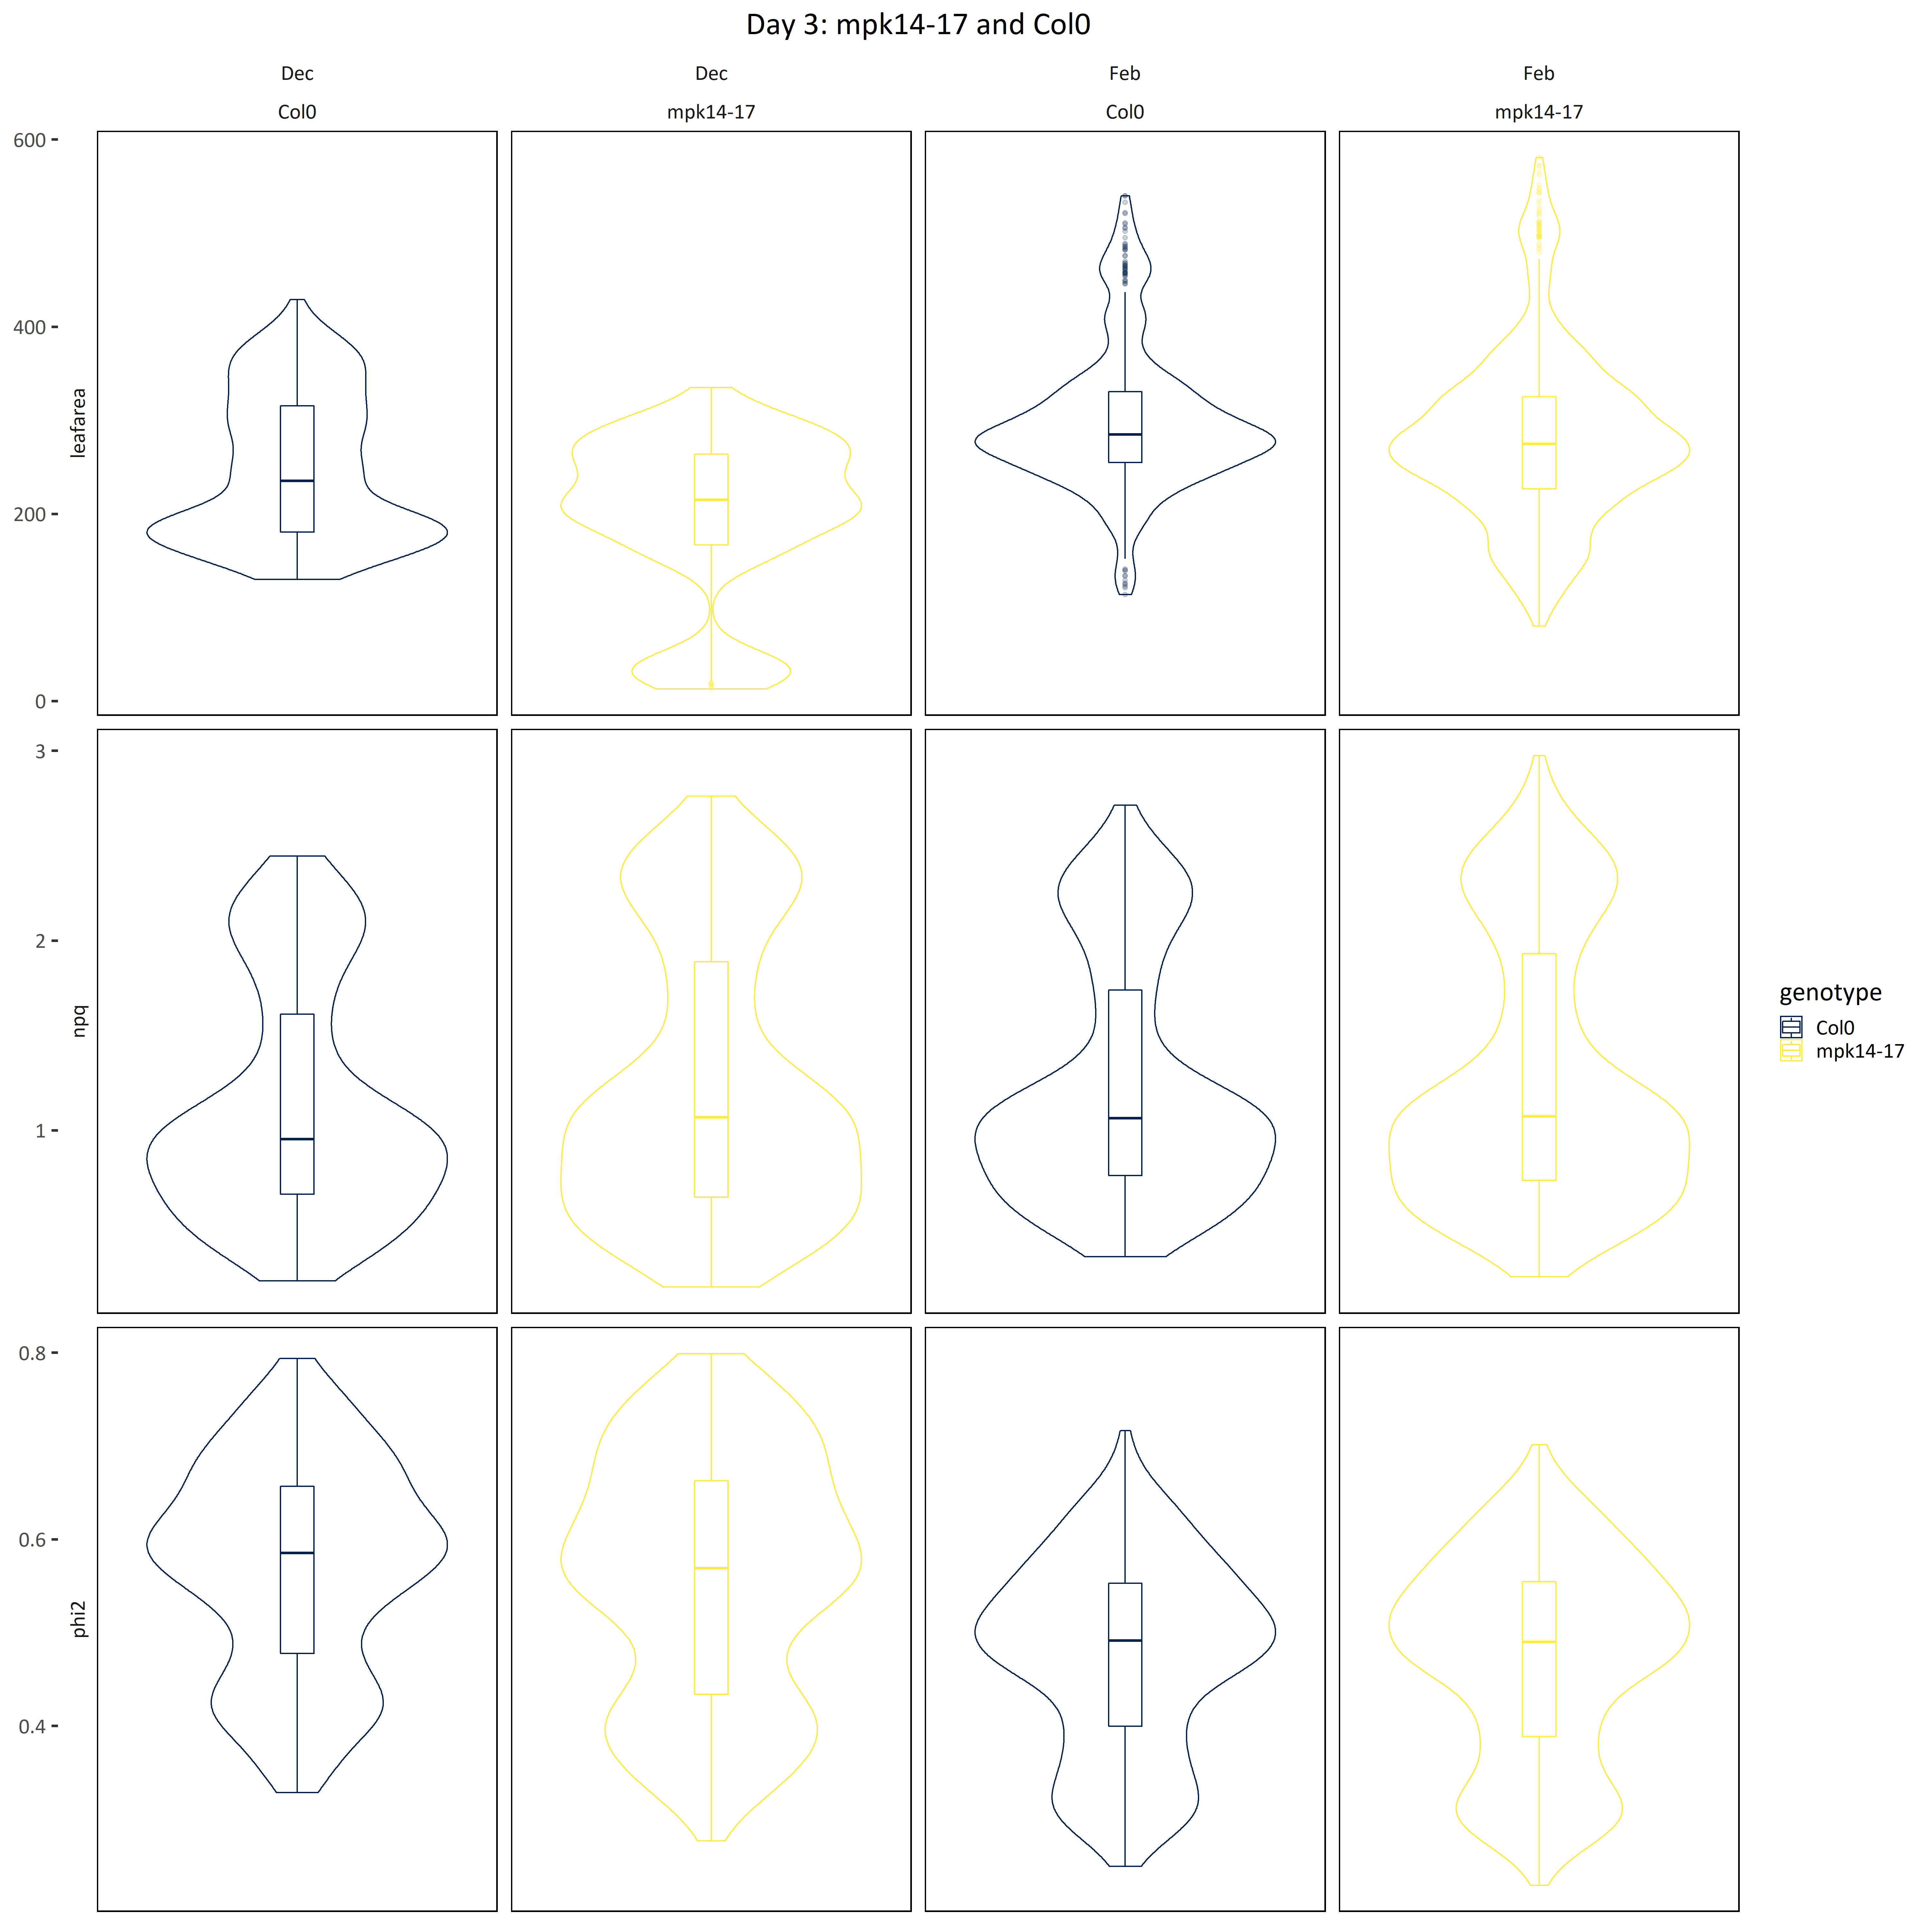 Day 3: mpk14-17 and Col0
Dec Dec Feb Feb
Col0 mpk14-17 Col0 mpk14-17
600
400
200
0
leafarea
3
2
1
npq
genotype
Col0
mpk14-17
0.8
0.6
0.4
phi2